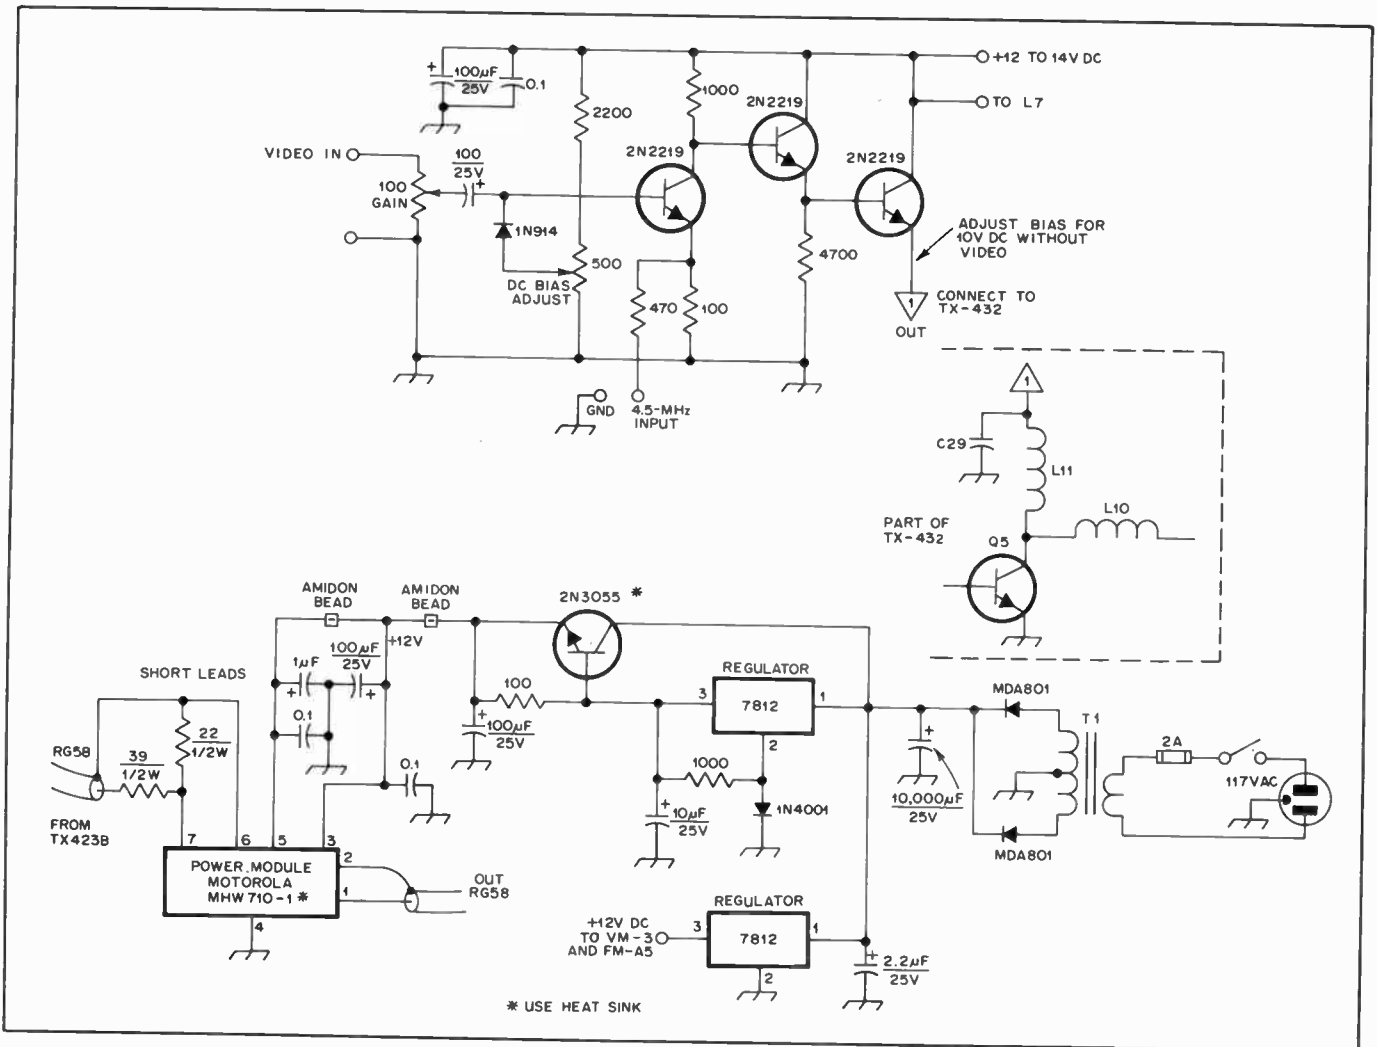 +12 TO 14V DC
TO L7
+
100µF
25V
0.1
2200
1000
2N2219
2N2219
2N2219
VIDEO IN
100
25V
+
100
GAIN
1N914
500
DC BIAS
ADJUST
470
100
4700
ADJUST BIAS FOR
10V DC WITHOUT
VIDEO
1
OUT
CONNECT TO
TX-432
GND
4.5-MHz
INPUT
1
C29
L11
L10
PART OF
TX-432
Q5
AMIDON
BEAD
AMIDON
BEAD
2N3055 *
+12V
SHORT LEADS
1µF
+
100µF
25V
+
0.1
0.1
22
1/2W
39
1/2W
RG58
FROM
TX423B
7
6
5
3
2
1
4
POWER MODULE
MOTOROLA
MHW710-1 *
OUT
RG58
100
+
100µF
25V
REGULATOR
3
7812
1
2
1000
+
10µF
25V
1N4001
+
10,000µF
25V
MDA801
MDA801
T1
2A
117VAC
REGULATOR
+12V DC
TO VM-3
AND FM-A5
3
7812
1
2
+
2.2µF
25V
* USE HEAT SINK